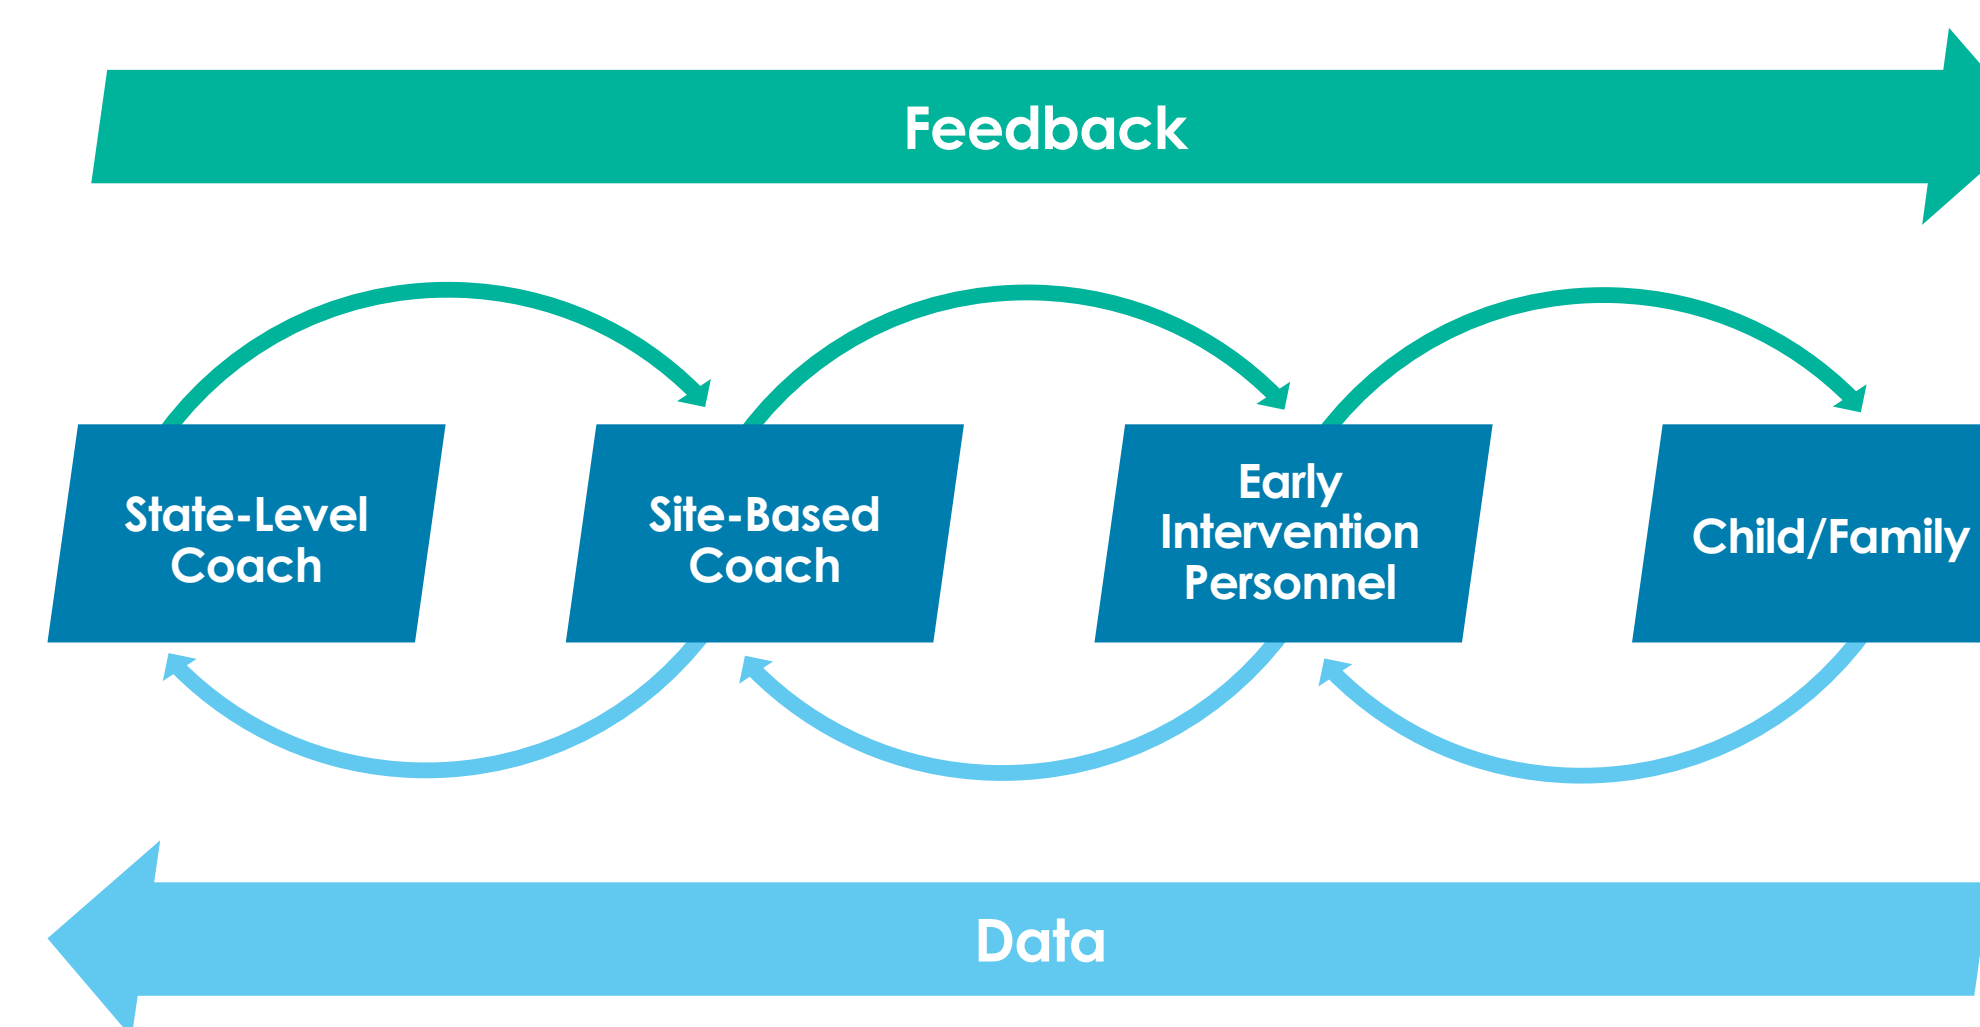 Feedback
State-Level
Coach
Site-Based
Coach
Early
Intervention
Personnel
Child/Family
Data